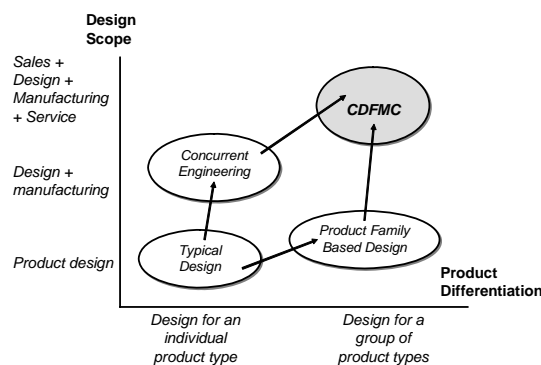 Design
Scope
Sales +
Design +
Manufacturing
+ Service
CDFMC
Concurrent
Engineering
Design +
manufacturing
Typical
Design
Product Family
Based Design
Product design
Product
Differentiation
Design for an
individual
product type
Design for a
group of
product types